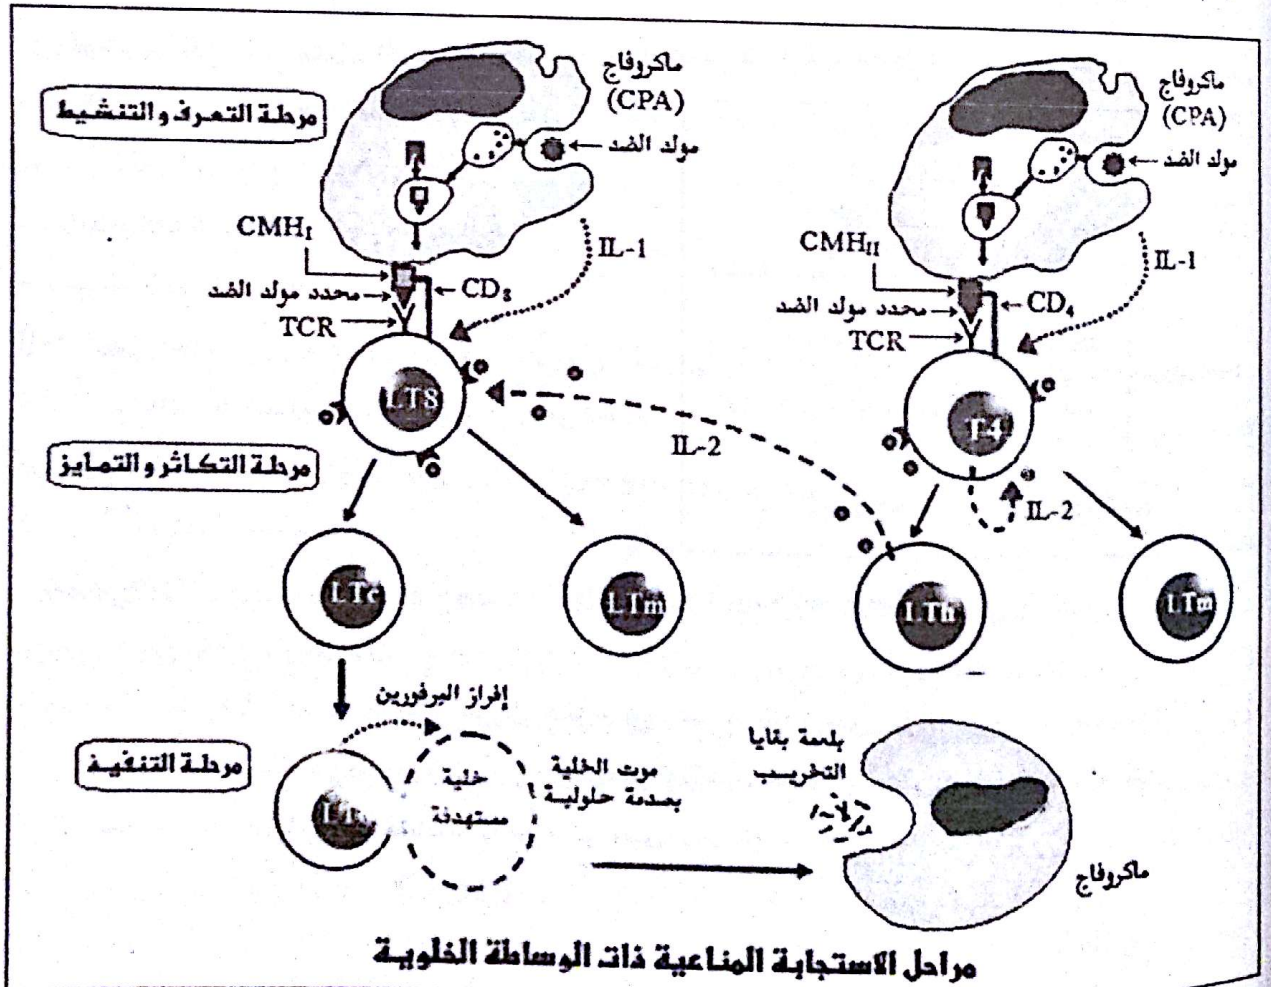 ماكروفاج
(CPA)
ماكروفاج
(CPA)
مرحلة التعرف والتنشيط
مولد الضد
مولد الضد
CMHI
IL-1
CMHII
IL-1
محدد مولد الضد
CD8
محدد مولد الضد
CD4
TCR
TCR
LT8
T4
IL-2
IL-2
مرحلة التكاثر والتمايز
LTc
LTm
LTh
LTm
إفراز البرفورين
مرحلة التنفيذ
خلية
مستهدفة
موت الخلية
بصدمة حلولية
بلعمة بقايا
التخريب
ماكروفاج
مراحل الاستجابة المناعية ذات الوساطة الخلوية